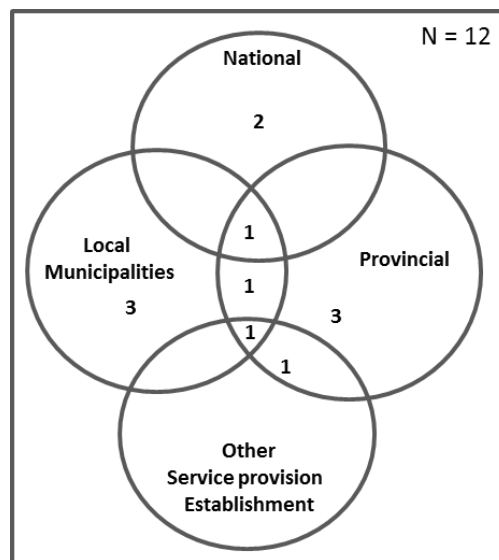 N = 12
National
2
1
Local
Municipalities
3
Provincial
1
3
1
1
Other
Service provision
Establishment